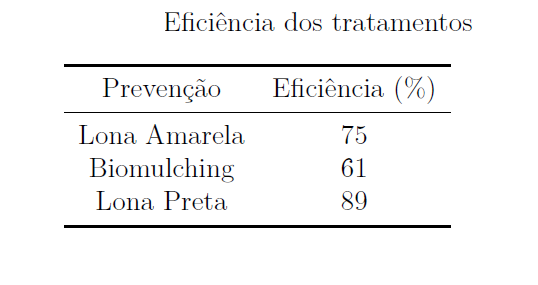 Eficiência dos tratamentos
Prevenção Eficiência (%)
Lona Amarela 75
Biomulching 61
Lona Preta 89